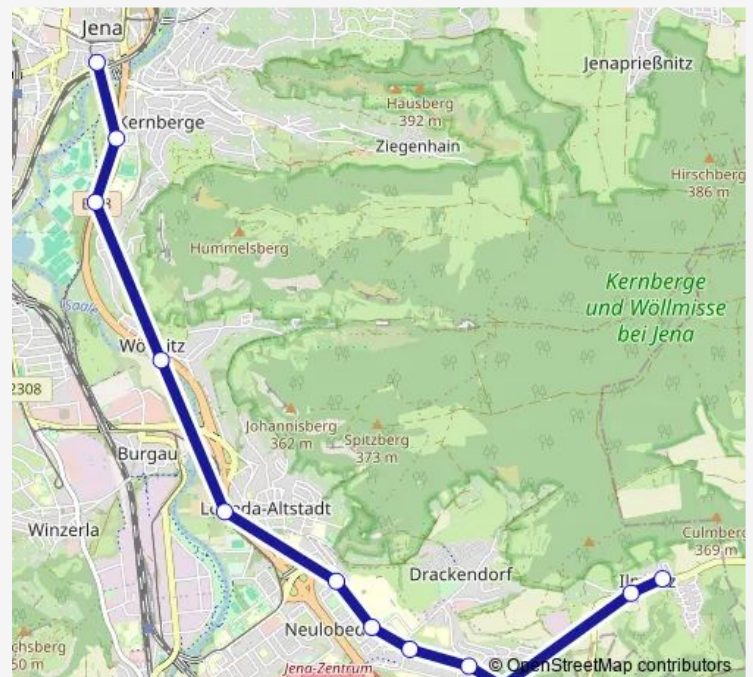 Jena
Jenaprießnitz
Hausberg
392 m
Kernberge
Ziegenhain
Hirschberg
386 m
Hummelsberg
Kernberge
und Wöllmisse
bei Jena
Saale
2308
Johannisberg
362 m
Spitzberg
373 m
Burgau
Winzerla
Culmberg
369 m
Drackendorf
Jena-Zentrum
© OpenStreetMap contributors